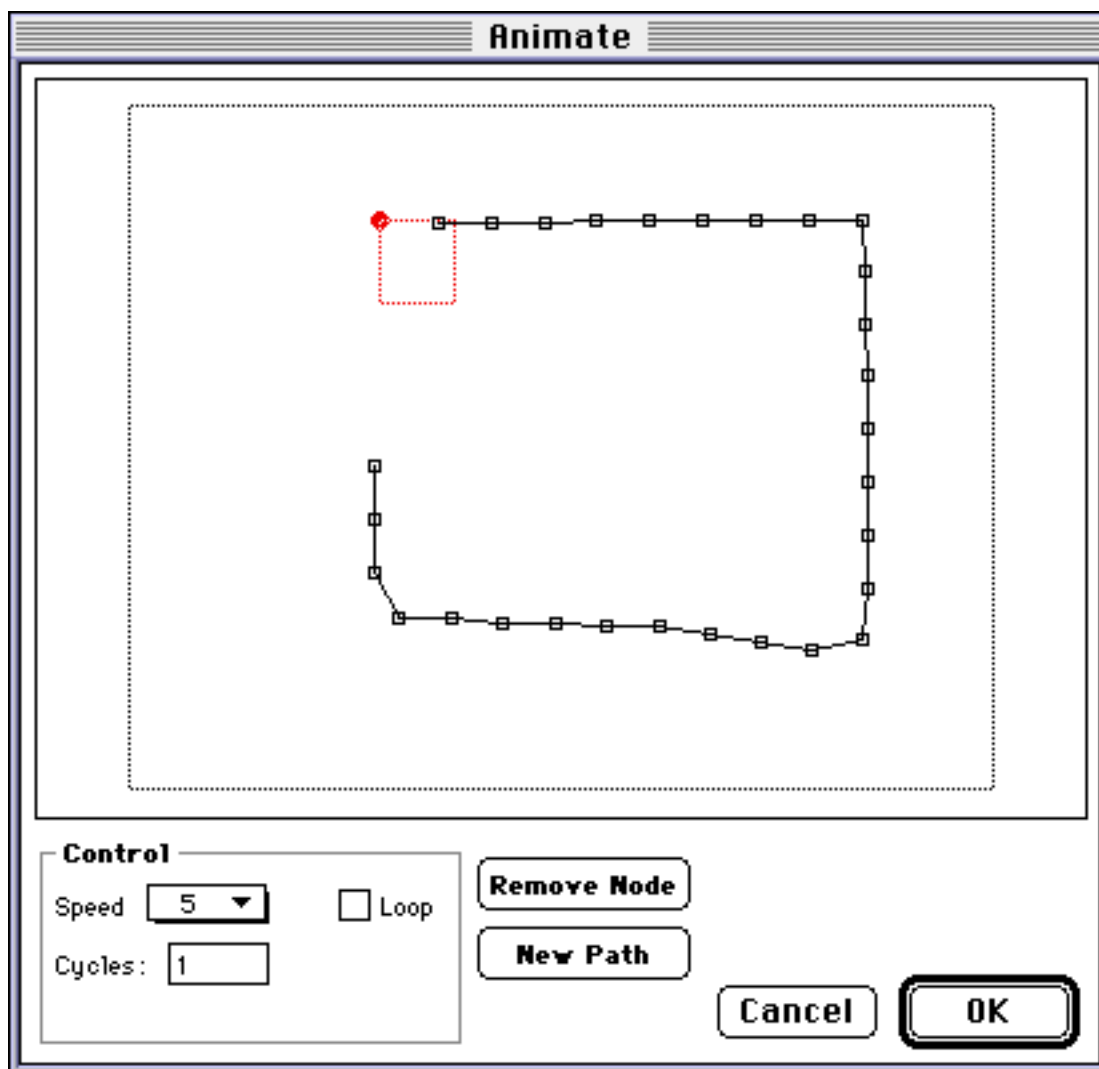 Animate
Control
Speed 5
Loop
Cycles: 1
Remove Node
New Path
Cancel
OK